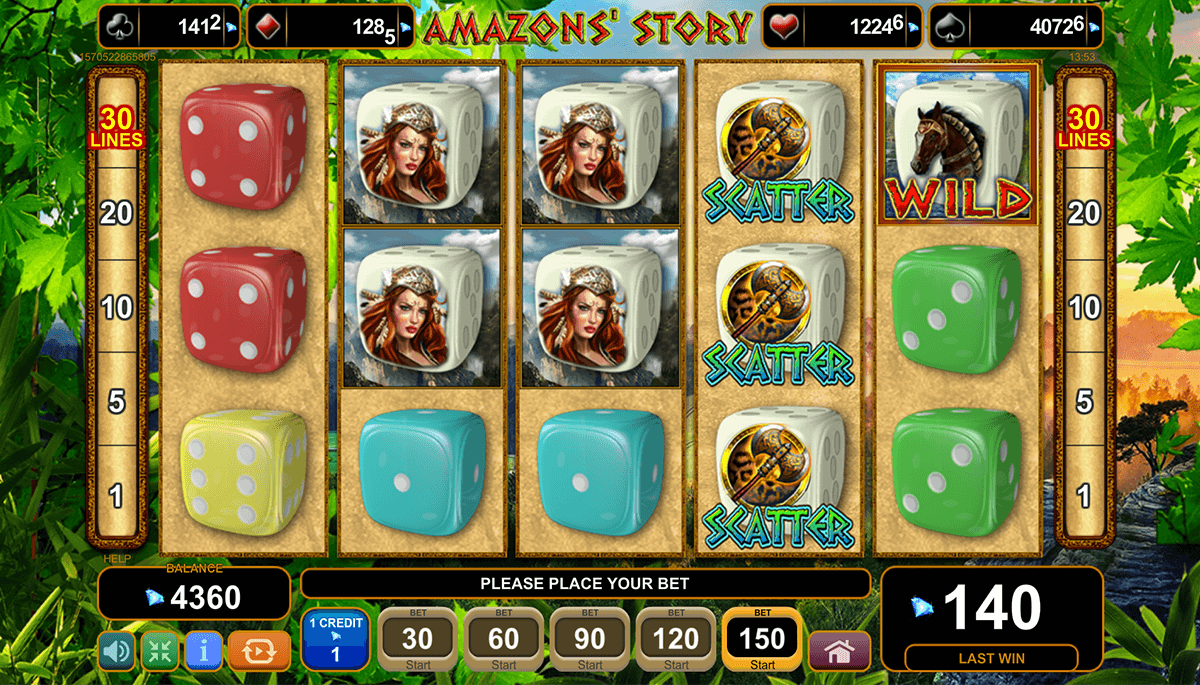 1412
1285
AMAZONS' STORY
12246
40726
1570522865805
13:53
30
LINES
20
10
5
1
SCATTER
WILD
SCATTER
SCATTER
30
LINES
20
10
5
1
HELP
BALANCE
4360
PLEASE PLACE YOUR BET
140
LAST WIN
1 CREDIT
1
BET
30
Start
BET
60
Start
BET
90
Start
BET
120
Start
BET
150
Start
i